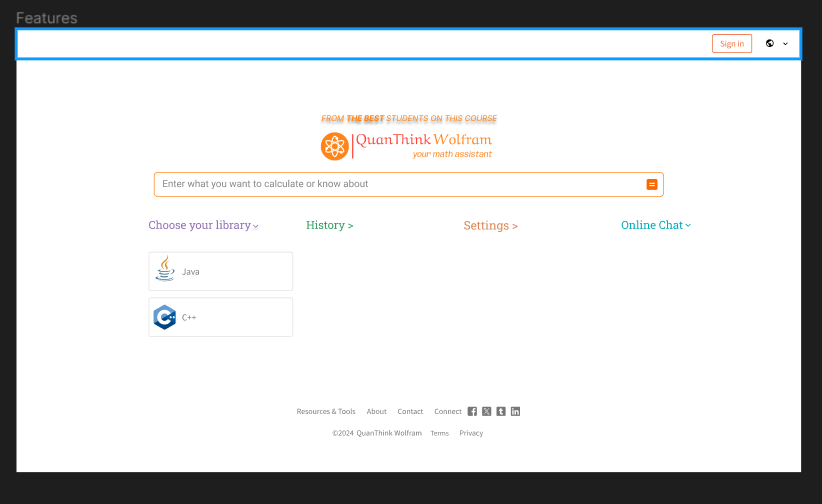 Features
Sign in
FROM THE BEST STUDENTS ON THIS COURSE
QuanThink Wolfram
your math assistant
Enter what you want to calculate or know about
Choose your library
History >
Settings >
Online Chat
Java
C++
Resources & Tools About Contact Connect
©2024 QuanThink Wolfram Terms Privacy